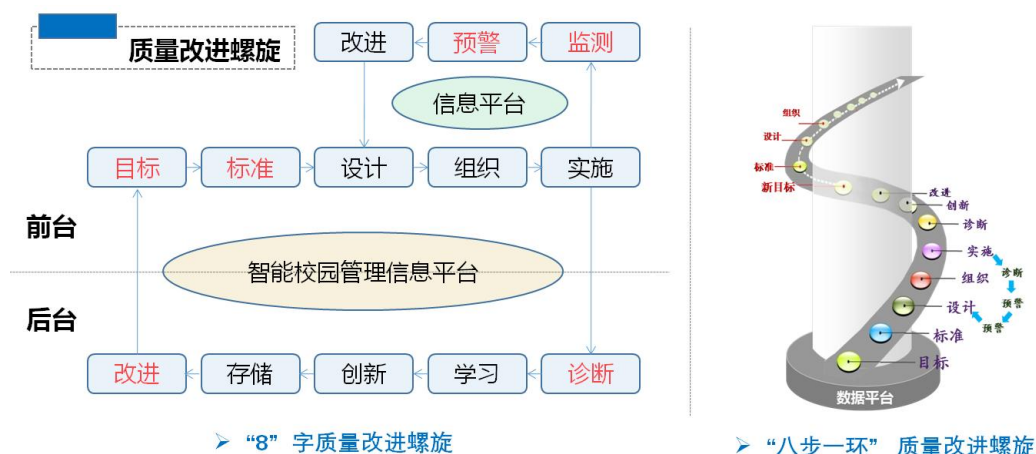 质量改进螺旋
改进
预警
监测
信息平台
目标
标准
设计
组织
实施
前台
智能校园管理信息平台
后台
改进
存储
创新
学习
诊断
➢ “8” 字质量改进螺旋
组织
设计
标准
新目标
改进
创新
诊断
实施
诊断
组织
预警
设计
预警
标准
目标
数据平台
➢ “八步一环” 质量改进螺旋